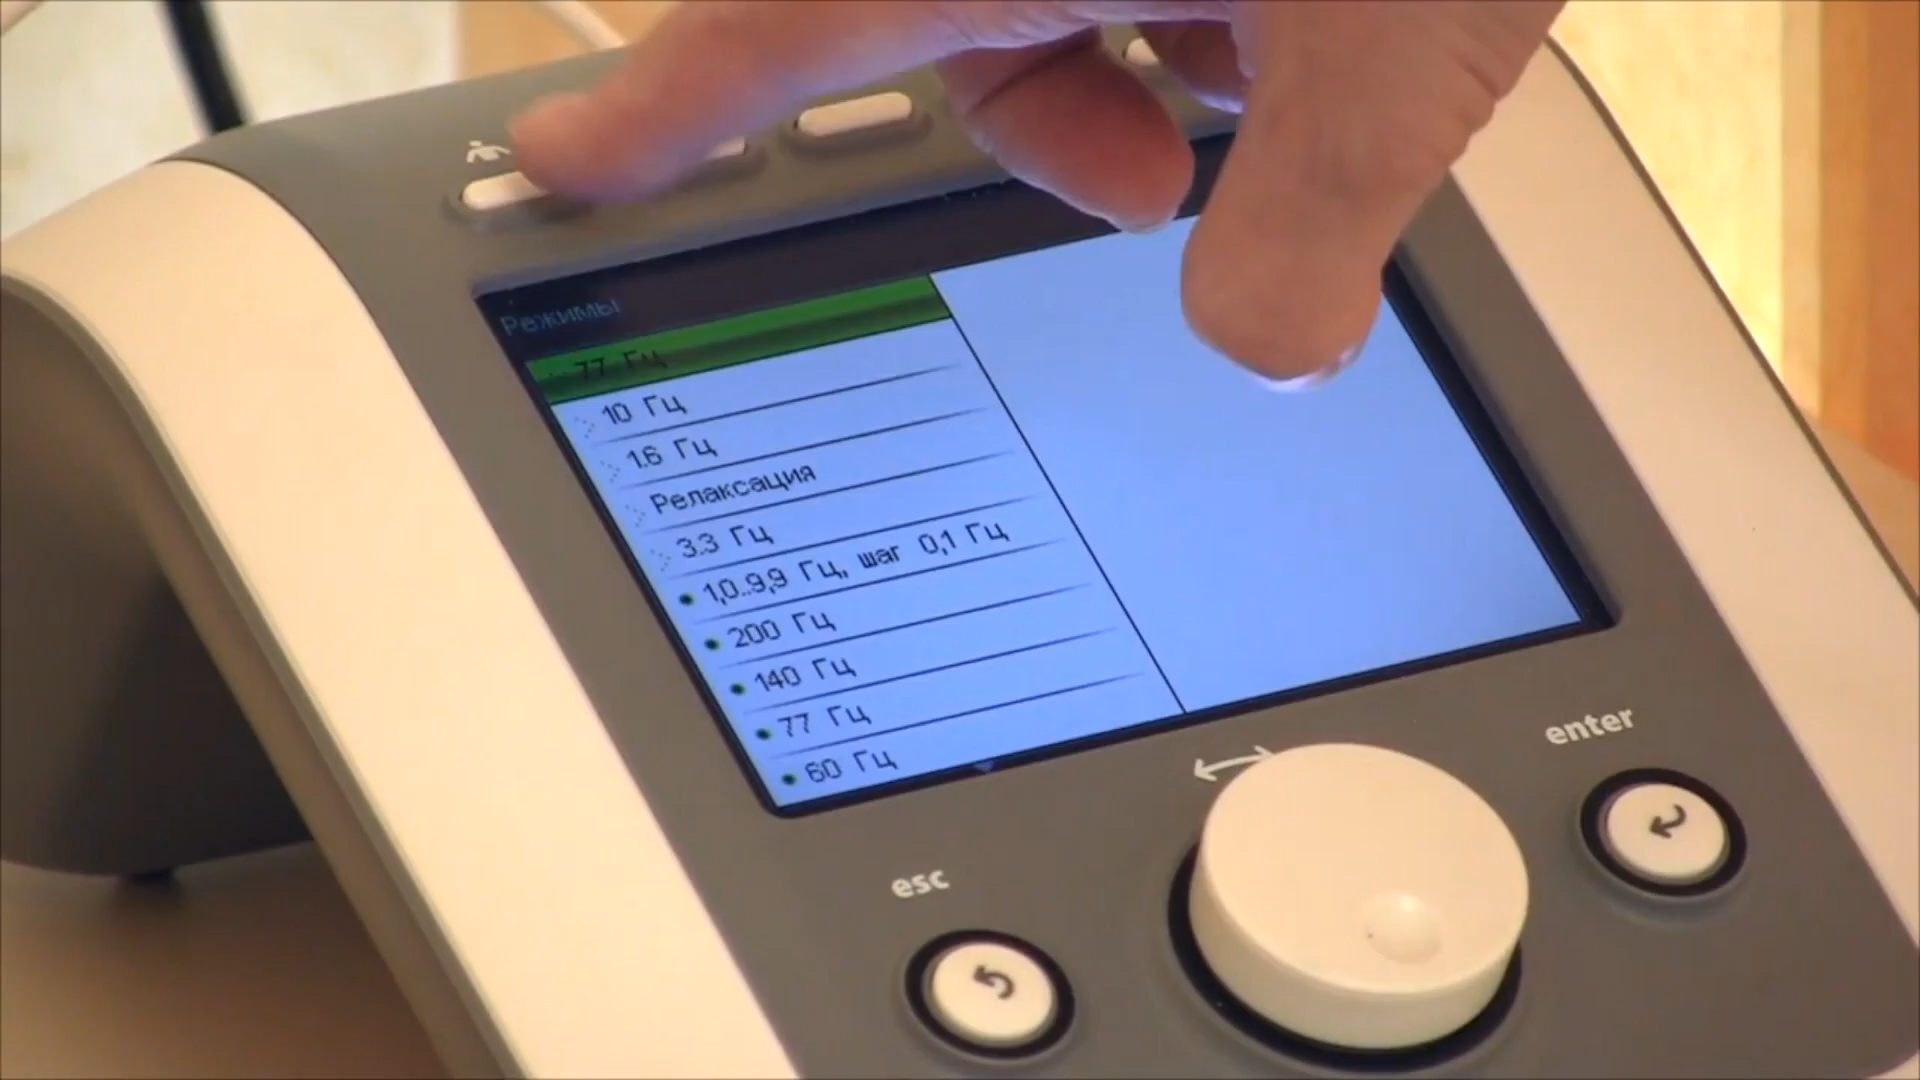 Режимы
77 Гц
10 Гц
1.6 Гц
Релаксация
3.3 Гц
1,0..9,9 Гц, шаг 0,1 Гц
200 Гц
140 Гц
77 Гц
60 Гц
enter
esc